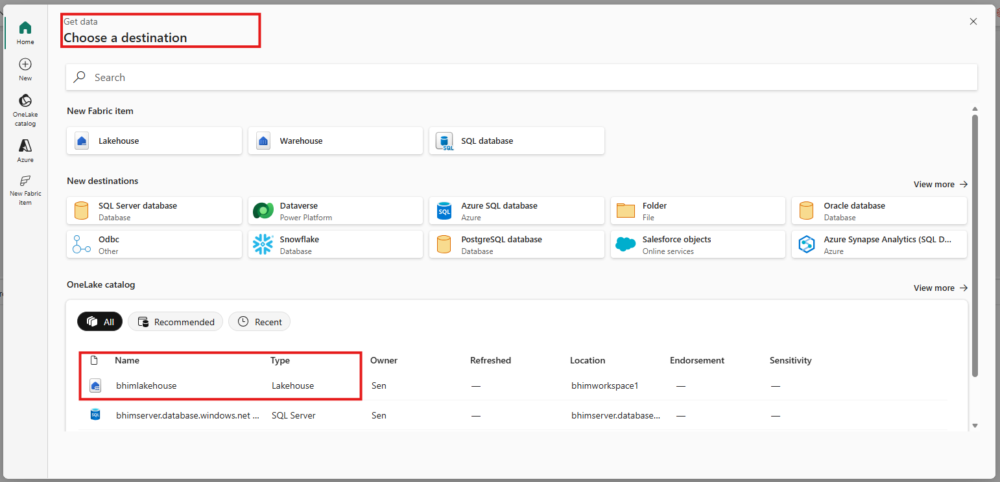 Get data
Choose a destination
Home
New
OneLake
catalog
Azure
New Fabric
item
Search
New Fabric item
Lakehouse
Warehouse
SQL
SQL database
New destinations
View more
SQL Server database
Database
Dataverse
Power Platform
SQL
Azure SQL database
Azure
Folder
File
Oracle database
Database
Odbc
Other
Snowflake
Database
PostgreSQL database
Database
Salesforce objects
Online services
Azure Synapse Analytics (SQL D...
Azure
OneLake catalog
View more
All
Recommended
Recent
Name Type Owner Refreshed Location Endorsement Sensitivity
bhimlakehouse Lakehouse Sen — bhimworkspace1 — —
SQL bhimserver.database.windows.net ... SQL Server Sen — bhimserver.database... — —